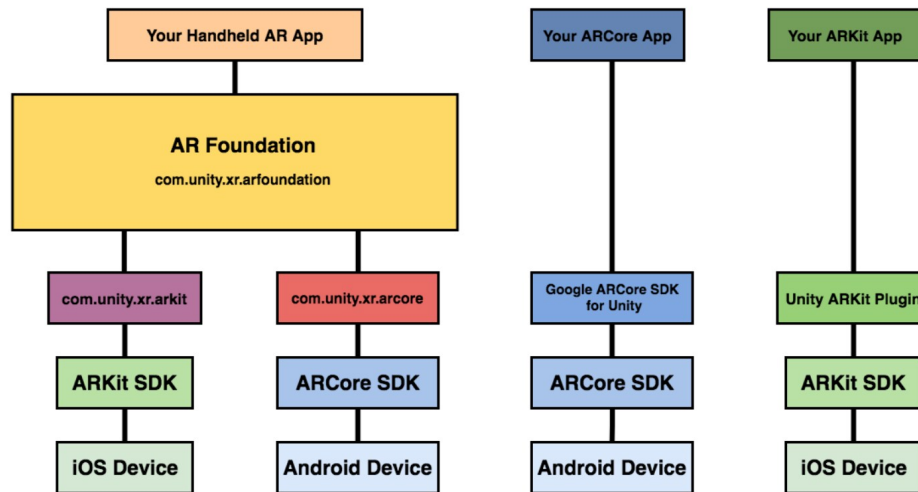 Your Handheld AR App
Your ARCore App
Your ARKit App
AR Foundation
com.unity.xr.arfoundation
com.unity.xr.arkit
com.unity.xr.arcore
Google ARCore SDK
for Unity
Unity ARKit Plugin
ARKit SDK
ARCore SDK
ARCore SDK
ARKit SDK
iOS Device
Android Device
Android Device
iOS Device